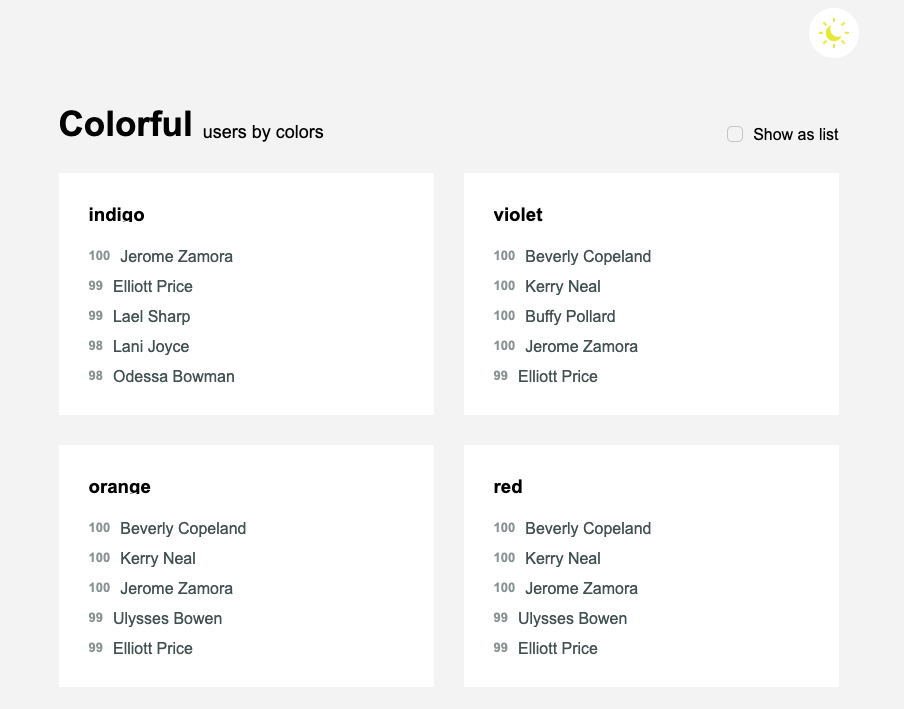 Colorful users by colors
Show as list
indigo
100 Jerome Zamora
99 Elliott Price
99 Lael Sharp
98 Lani Joyce
98 Odessa Bowman
violet
100 Beverly Copeland
100 Kerry Neal
100 Buffy Pollard
100 Jerome Zamora
99 Elliott Price
orange
100 Beverly Copeland
100 Kerry Neal
100 Jerome Zamora
99 Ulysses Bowen
99 Elliott Price
red
100 Beverly Copeland
100 Kerry Neal
100 Jerome Zamora
99 Ulysses Bowen
99 Elliott Price